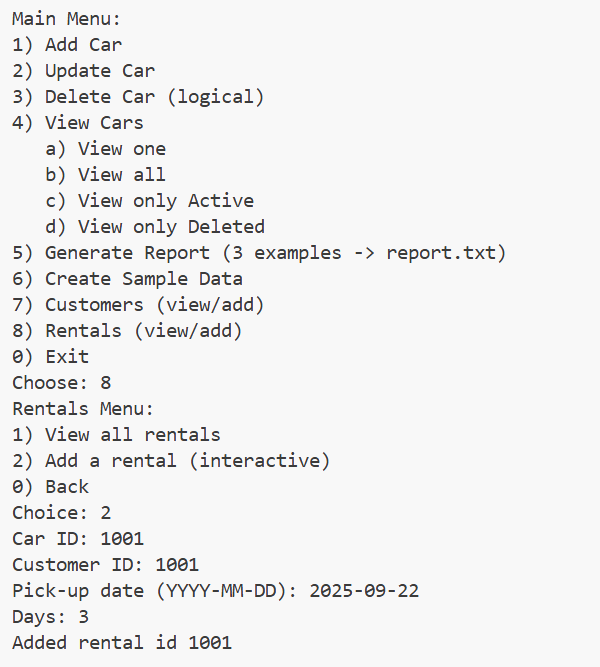 Main Menu:
1) Add Car
2) Update Car
3) Delete Car (logical)
4) View Cars
   a) View one
   b) View all
   c) View only Active
   d) View only Deleted
5) Generate Report (3 examples -> report.txt)
6) Create Sample Data
7) Customers (view/add)
8) Rentals (view/add)
0) Exit
Choose: 8
Rentals Menu:
1) View all rentals
2) Add a rental (interactive)
0) Back
Choice: 2
Car ID: 1001
Customer ID: 1001
Pick-up date (YYYY-MM-DD): 2025-09-22
Days: 3
Added rental id 1001